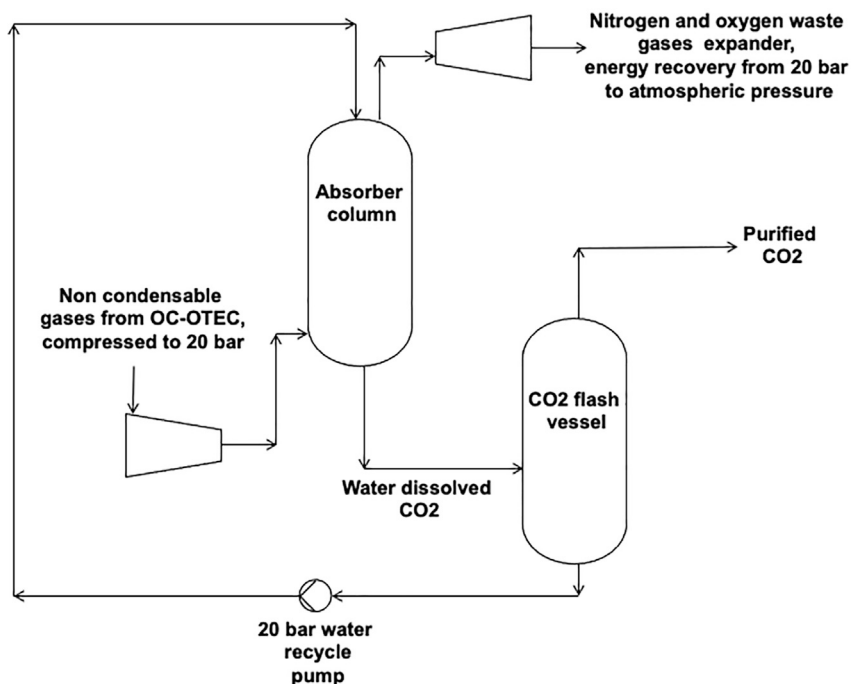 Nitrogen and oxygen waste
gases expander,
energy recovery from 20 bar
to atmospheric pressure
Absorber
column
Purified
CO2
Non condensable
gases from OC-OTEC,
compressed to 20 bar
CO2 flash
vessel
Water dissolved
CO2
20 bar water
recycle
pump